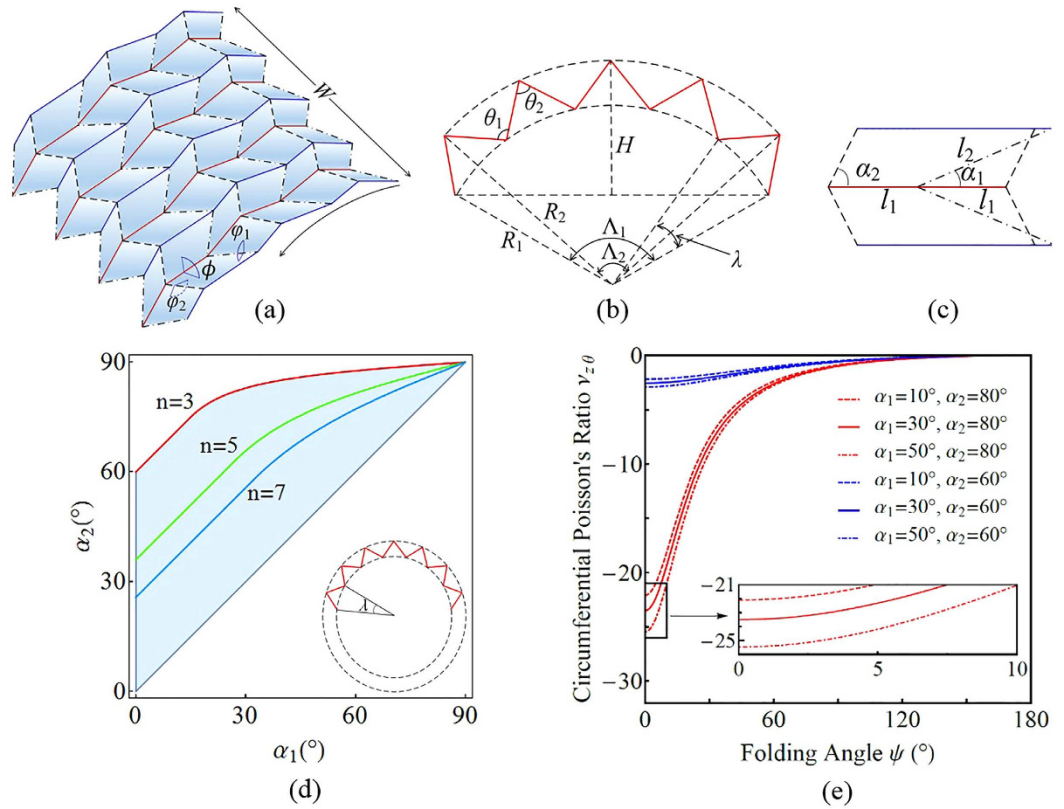 W
φ₁
ϕ
φ₂
(a)
θ₁
θ₂
H
R₂
R₁
Λ₁
Λ₂
λ
(b)
α₂
l₂
α₁
l₁
l₁
(c)
90
60
30
0
α₂(°)
n=3
n=5
n=7
λ
0
30
60
90
α₁(°)
(d)
0
−10
−20
−30
Circumferential Poisson's Ratio ν_zθ
α₁=10°, α₂=80°
α₁=30°, α₂=80°
α₁=50°, α₂=80°
α₁=10°, α₂=60°
α₁=30°, α₂=60°
α₁=50°, α₂=60°
−21
−25
0
5
10
0
60
120
180
Folding Angle ψ (°)
(e)